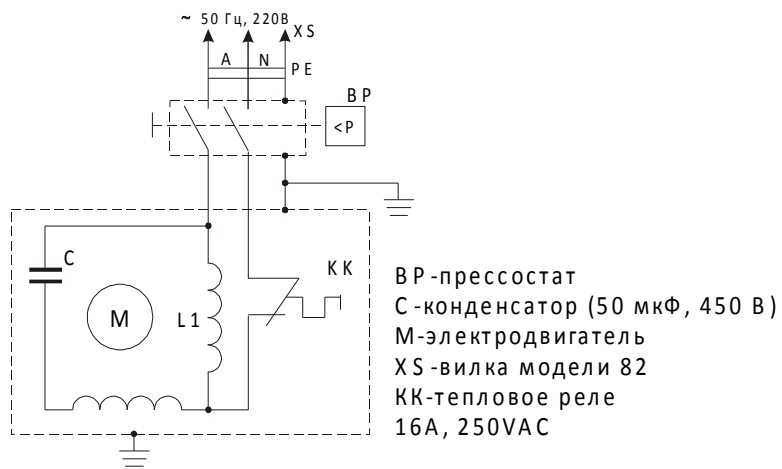 ~ 50 Гц, 220В
XS
A N
PE
BP
<P
C
KK
M
L1
BP-прессостат
C-конденсатор (50 мкФ, 450 В)
М-электродвигатель
XS-вилка модели 82
КК-тепловое реле
16А, 250VAC